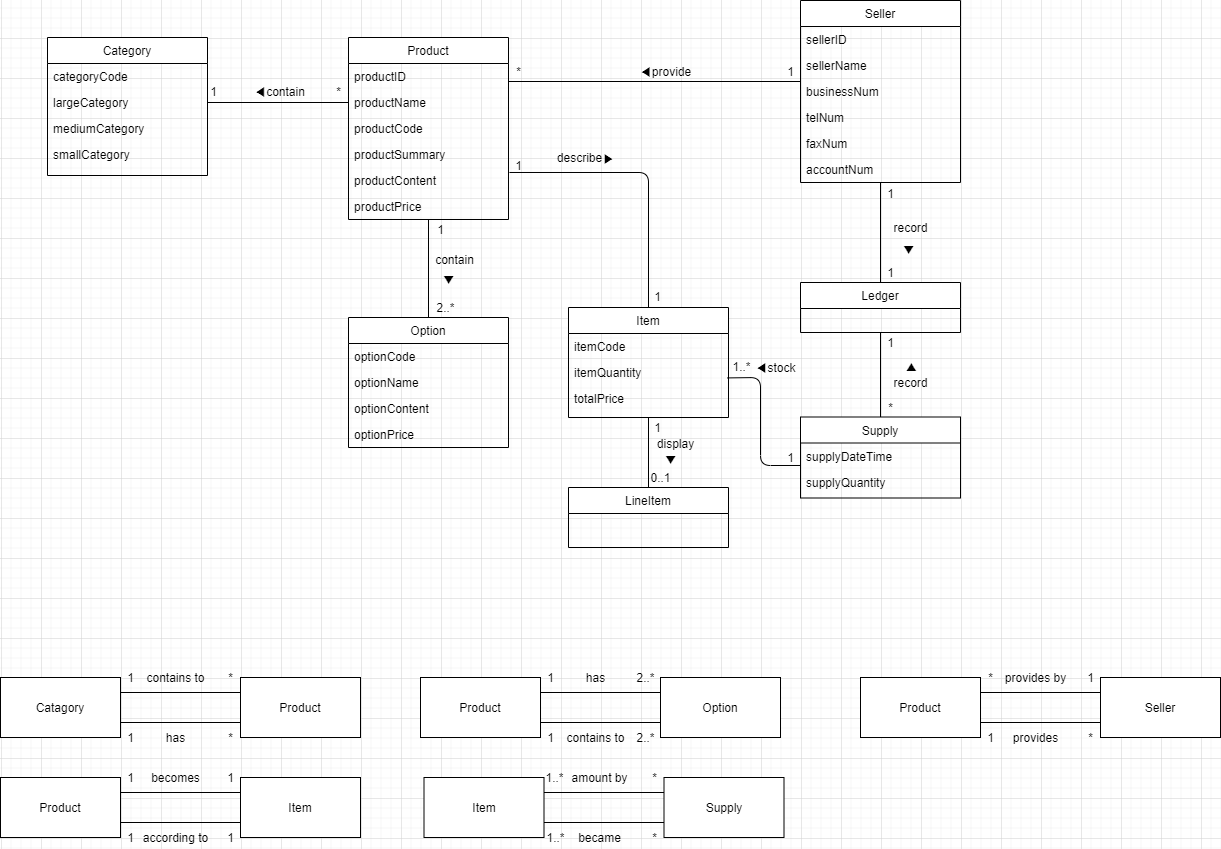 Category
categoryCode
largeCategory
mediumCategory
smallCategory
1 ◀contain *
Product
productID
productName
productCode
productSummary
productContent
productPrice
* ◀provide 1
Seller
sellerID
sellerName
businessNum
telNum
faxNum
accountNum
1 describe▶
1
1
contain
▼
2..*
Option
optionCode
optionName
optionContent
optionPrice
1
record
▼
1
Ledger
1
▲
record
*
Item
itemCode
itemQuantity
totalPrice
1..* ◀stock
1
Supply
supplyDateTime
supplyQuantity
1
display
▼
0..1
LineItem
1 contains to *
Catagory
Product
1 has *
1 has 2..*
Product
Option
1 contains to 2..*
* provides by 1
Product
Seller
1 provides *
1 becomes 1
Product
Item
1 according to 1
1..* amount by *
Item
Supply
1..* became *